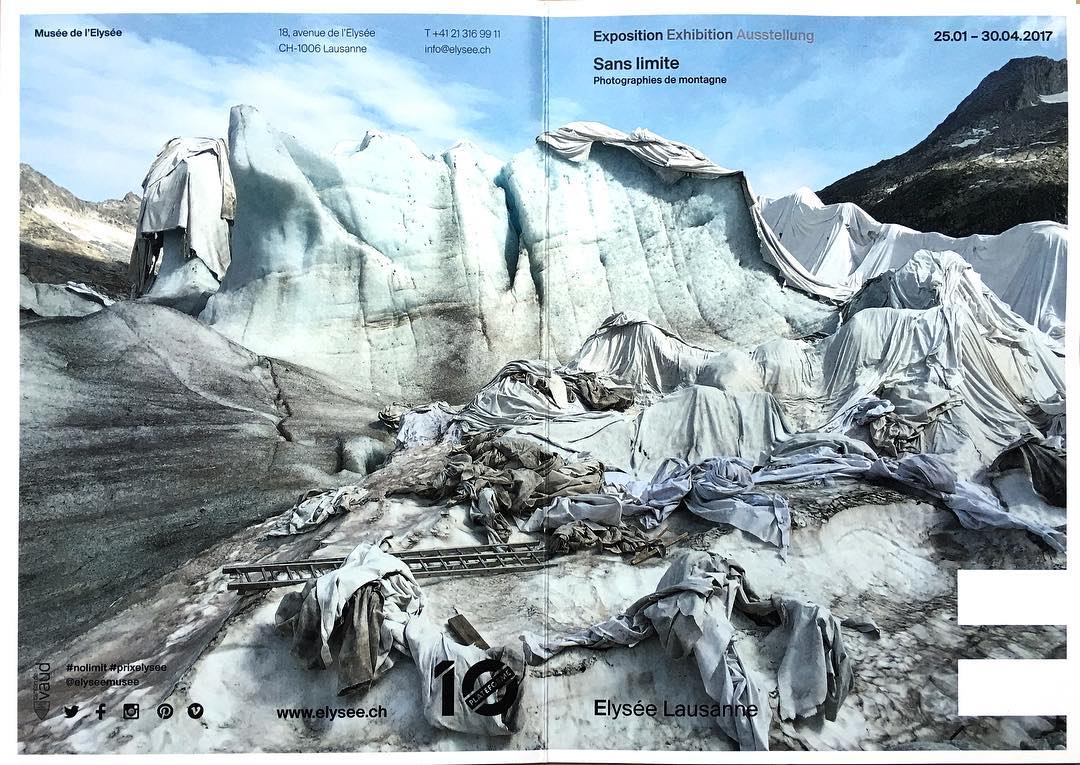 Musée de l'Elysée
18, avenue de l'Elysée
CH-1006 Lausanne
T +41 21 316 99 11
info@elysee.ch
Exposition Exhibition Ausstellung
25.01 – 30.04.2017
Sans limite
Photographies de montagne
#nolimit #prixelysee
@elyseemusee
vaud
www.elysee.ch
10
PLATEFORME
Elysée Lausanne